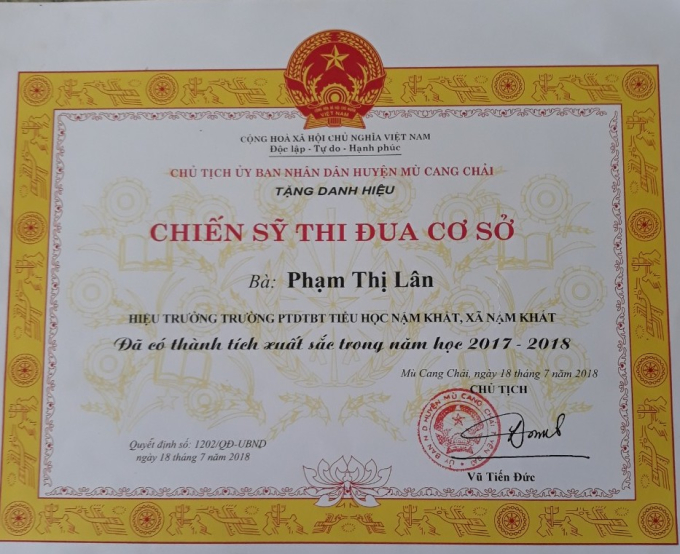 VIỆT NAM
CỘNG HOÀ XÃ HỘI CHỦ NGHĨA VIỆT NAM
Độc lập - Tự do - Hạnh phúc
CHỦ TỊCH ỦY BAN NHÂN DÂN HUYỆN MÙ CANG CHẢI
TẶNG DANH HIỆU
CHIẾN SỸ THI ĐUA CƠ SỞ
Bà: Phạm Thị Lân
HIỆU TRƯỞNG TRƯỜNG PTDTBT TIỂU HỌC NẬM KHẮT, XÃ NẬM KHẮT
Đã có thành tích xuất sắc trong năm học 2017 - 2018
Mù Cang Chải, ngày 18 tháng 7 năm 2018
CHỦ TỊCH
Quyết định số: 1202/QĐ-UBND
ngày 18 tháng 7 năm 2018
Vũ Tiến Đức